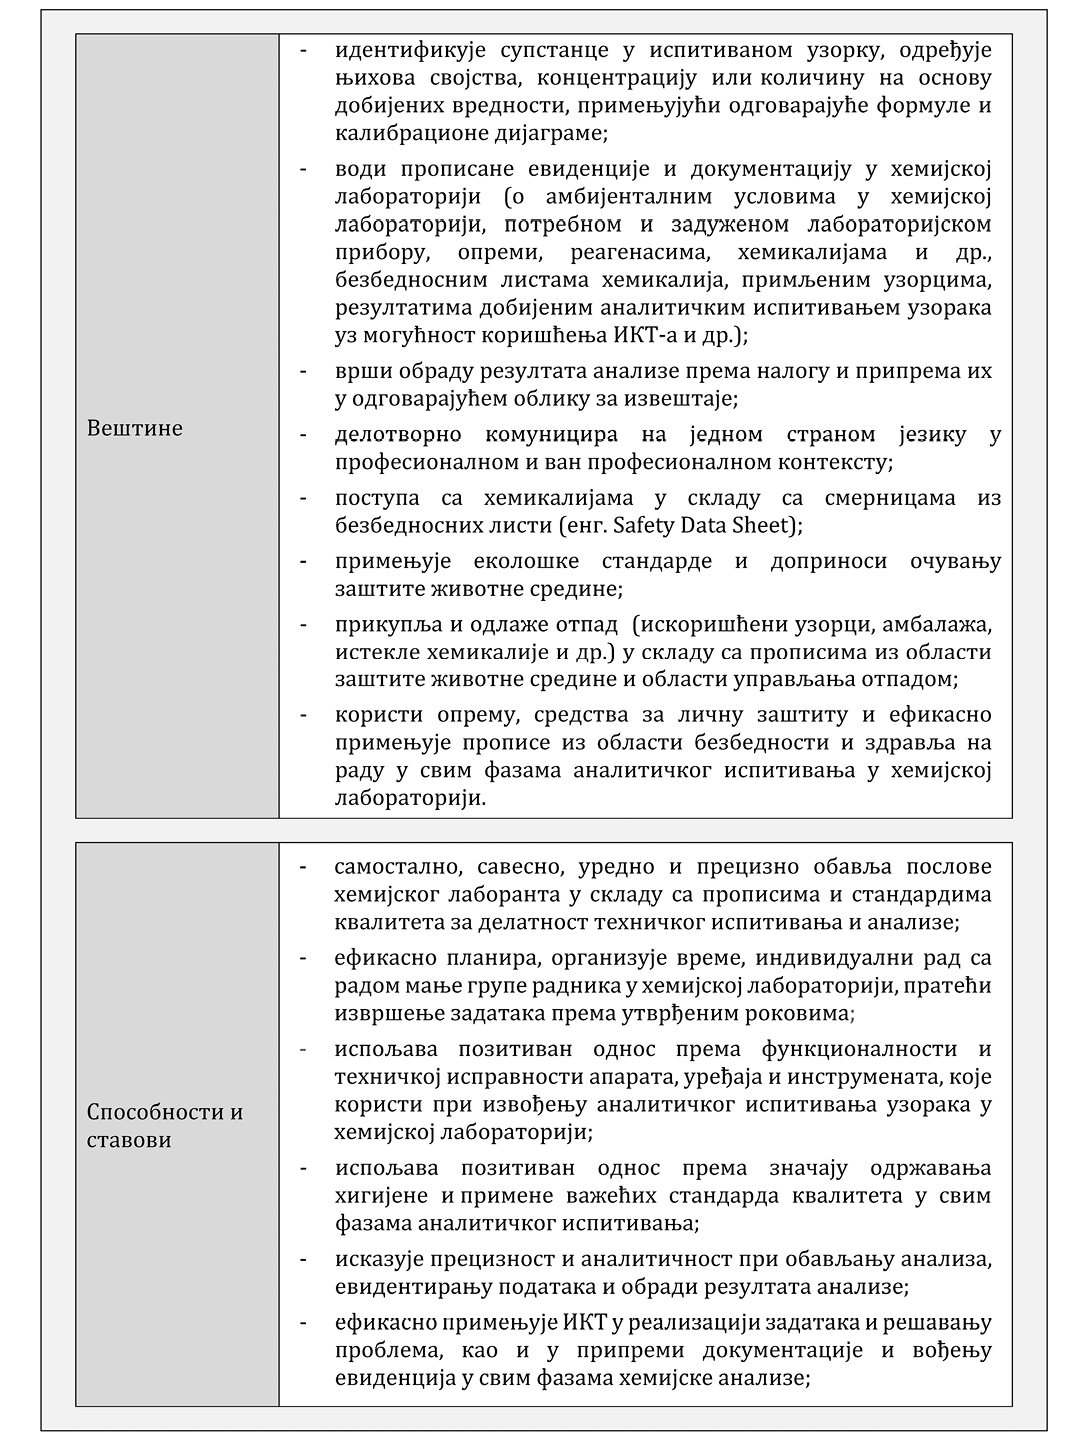 - идентификује супстанце у испитиваном узорку, одређује
њихова својства, концентрацију или количину на основу
добијених вредности, примењујући одговарајуће формуле и
калибрационе дијаграме;
- води прописане евиденције и документацију у хемијској
лабораторији (о амбијенталним условима у хемијској
лабораторији, потребном и задуженом лабораторијском
прибору, опреми, реагенасима, хемикалијама и др.,
безбедносним листама хемикалија, примљеним узорцима,
резултатима добијеним аналитичким испитивањем узорака
уз могућност коришћења ИКТ-а и др.);
- врши обраду резултата анализе према налогу и припрема их
у одговарајућем облику за извештаје;
Вештине
- делотворно комуницира на једном страном језику у
професионалном и ван професионалном контексту;
- поступа са хемикалијама у складу са смерницама из
безбедносних листи (енг. Safety Data Sheet);
- примењује еколошке стандарде и доприноси очувању
заштите животне средине;
- прикупља и одлаже отпад (искоришћени узорци, амбалажа,
истекле хемикалије и др.) у складу са прописима из области
заштите животне средине и области управљања отпадом;
- користи опрему, средства за личну заштиту и ефикасно
примењује прописе из области безбедности и здравља на
раду у свим фазама аналитичког испитивања у хемијској
лабораторији.
- самостално, савесно, уредно и прецизно обавља послове
хемијског лаборанта у складу са прописима и стандардима
квалитета за делатност техничког испитивања и анализе;
- ефикасно планира, организује време, индивидуални рад са
радом мање групе радника у хемијској лабораторији, пратећи
извршење задатака према утврђеним роковима;
- испољава позитиван однос према функционалности и
техничкој исправности апарата, уређаја и инструмената, које
користи при извођењу аналитичког испитивања узорака у
хемијској лабораторији;
Способности и
ставови
- испољава позитиван однос према значају одржавања
хигијене и примене важећих стандарда квалитета у свим
фазама аналитичког испитивања;
- исказује прецизност и аналитичност при обављању анализа,
евидентирању података и обради резултата анализе;
- ефикасно примењује ИКТ у реализацији задатака и решавању
проблема, као и у припреми документације и вођењу
евиденција у свим фазама хемијске анализе;